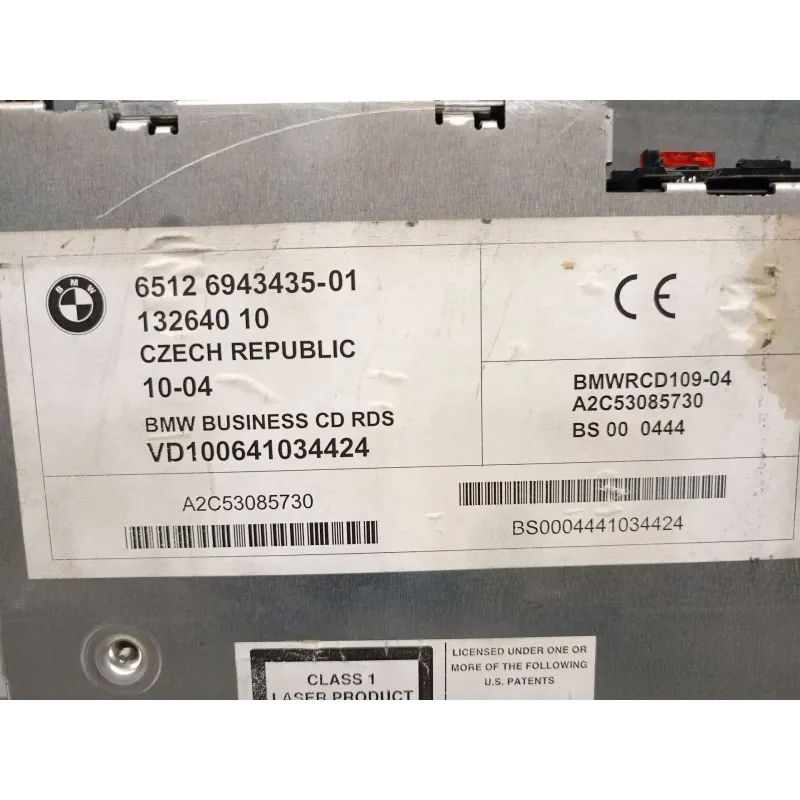 BMW
6512 6943435-01
132640 10
CZECH REPUBLIC
10-04
BMW BUSINESS CD RDS
VD100641034424
A2C53085730
CE
BMWRCD109-04
A2C53085730
BS 00 0444
BS0004441034424
CLASS 1
LASER PRODUCT
LICENSED UNDER ONE OR
MORE OF THE FOLLOWING
U.S. PATENTS